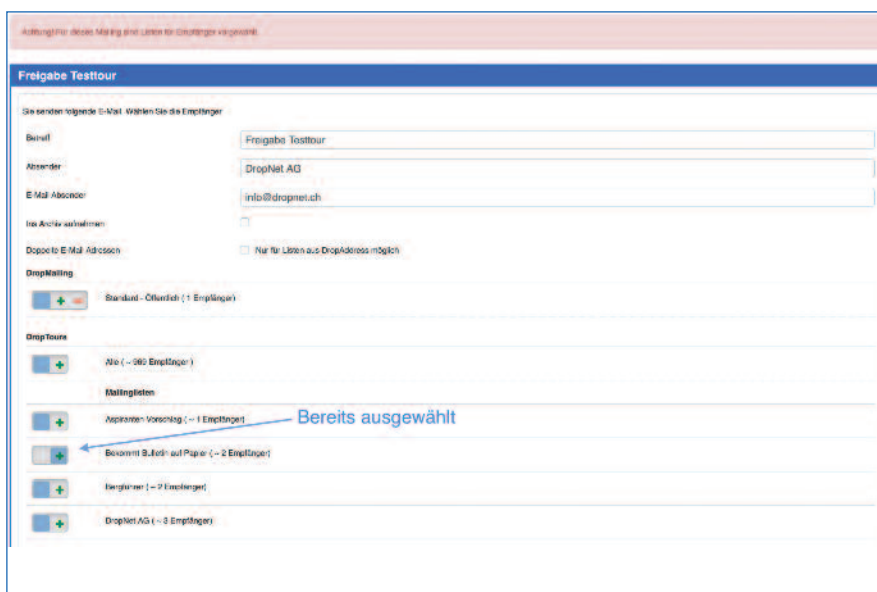 Achtung! Für dieses Mailing sind Listen für Empfänger vorgewählt
Freigabe Testtour
Sie senden folgende E-Mail. Wählen Sie die Empfänger
Betreff
Freigabe Testtour
Absender
DropNet AG
E-Mail Absender
info@dropnet.ch
Ins Archiv aufnehmen
Doppelte E-Mail Adressen Nur für Listen aus DropAddress möglich
DropMailing
Standard - Öffentlich ( 1 Empfänger)
DropTours
Alle ( ~ 989 Empfänger )
Mailinglisten
Aspiranten Vorschlag ( ~ 1 Empfänger)
Bereits ausgewählt
Bekommt Bulletin auf Papier ( ~ 2 Empfänger)
Bergführer ( ~ 2 Empfänger)
DropNet AG ( ~ 3 Empfänger)